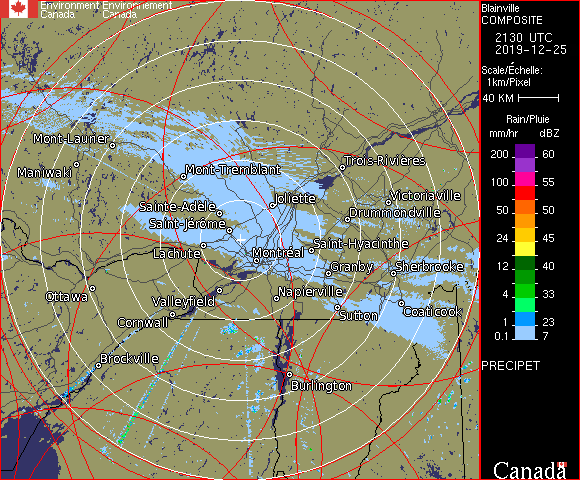 Environment Environnement
Canada Canada
Blainville
COMPOSITE
2130 UTC
2019-12-25
Scale/Échelle:
1km/Pixel
40 KM
Rain/Pluie
mm/hr dBZ
200 60
100 55
50 50
24 45
12 40
4 33
1 23
0.1 7
PRECIPET
Canada
Mont-Laurier
Maniwaki
Mont-Tremblant
Trois-Rivières
Joliette
Victoriaville
Sainte-Adèle
Drummondville
Saint-Jérôme
Saint-Hyacinthe
Lachute
Montréal
Granby
Sherbrooke
Ottawa
Valleyfield
Napierville
Cornwall
Sutton
Coaticook
Brockville
Burlington